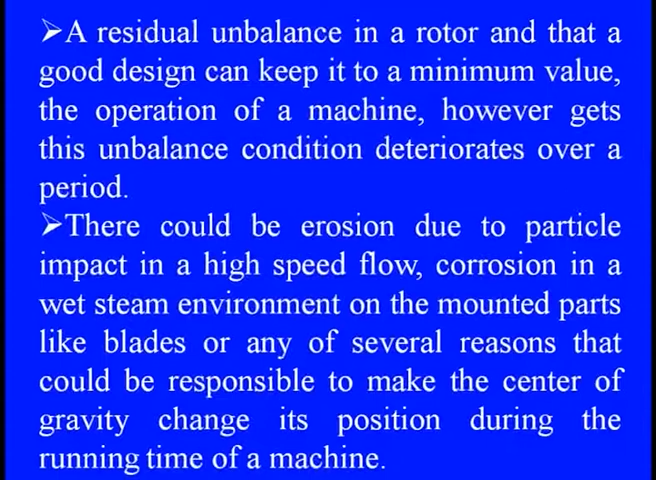 ➢A residual unbalance in a rotor and that a
good design can keep it to a minimum value,
the operation of a machine, however gets
this unbalance condition deteriorates over a
period.
➢There could be erosion due to particle
impact in a high speed flow, corrosion in a
wet steam environment on the mounted parts
like blades or any of several reasons that
could be responsible to make the center of
gravity change its position during the
running time of a machine.